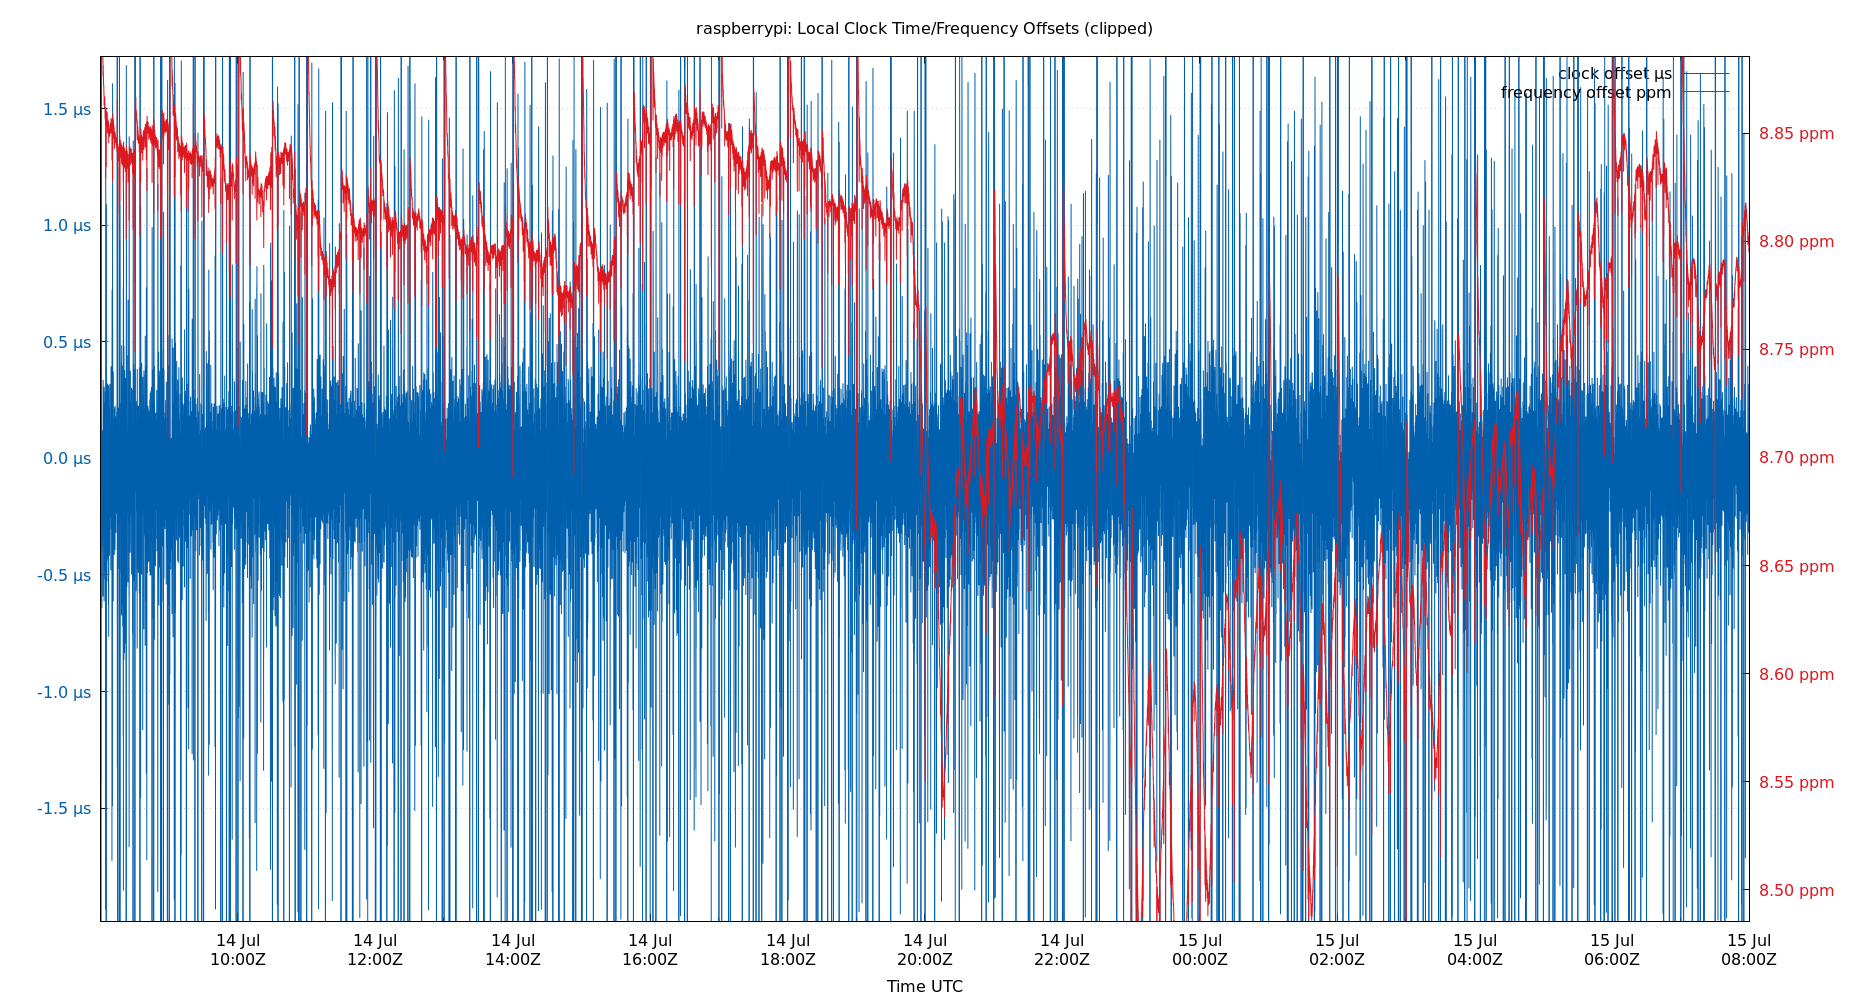 raspberrypi: Local Clock Time/Frequency Offsets (clipped)
clock offset µs
frequency offset ppm
1.5 µs
1.0 µs
0.5 µs
0.0 µs
-0.5 µs
-1.0 µs
-1.5 µs
8.85 ppm
8.80 ppm
8.75 ppm
8.70 ppm
8.65 ppm
8.60 ppm
8.55 ppm
8.50 ppm
14 Jul 14 Jul 14 Jul 14 Jul 14 Jul 14 Jul 14 Jul 15 Jul 15 Jul 15 Jul 15 Jul 15 Jul
10:00Z 12:00Z 14:00Z 16:00Z 18:00Z 20:00Z 22:00Z 00:00Z 02:00Z 04:00Z 06:00Z 08:00Z
Time UTC